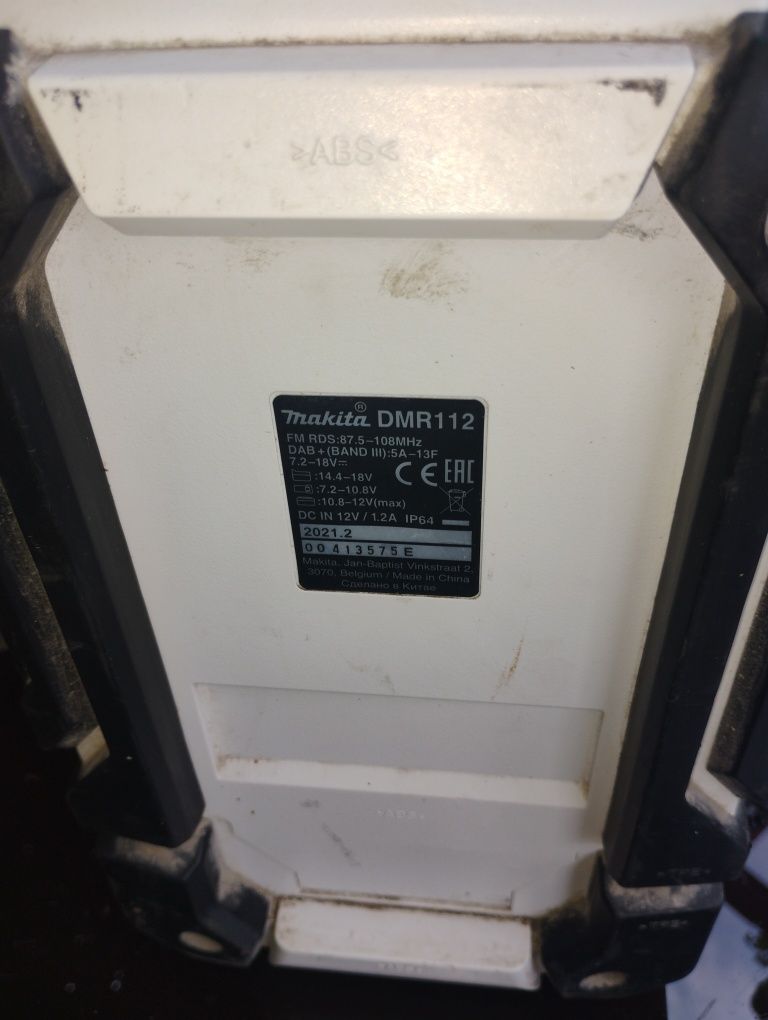 >ABS<
makita® DMR112
FM RDS:87.5-108MHz
DAB+(BAND III):5A-13F
7.2-18V⎓
:14.4-18V
:7.2-10.8V
:10.8-12V(max)
CE EAC
DC IN 12V / 1.2A IP64
2021.2
00413575E
Makita, Jan-Baptist Vinkstraat 2,
3070, Belgium / Made in China
Сделано в Китае
>ABS<